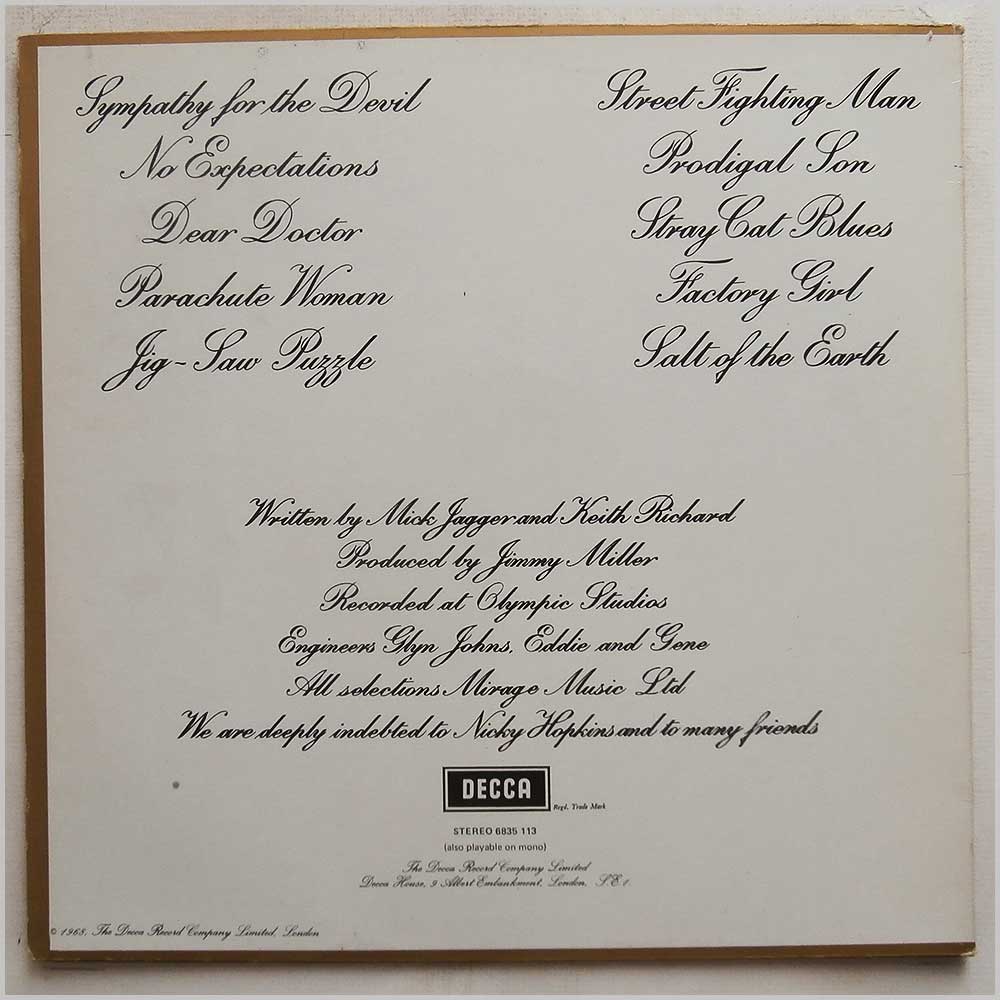 Sympathy for the Devil
No Expectations
Dear Doctor
Parachute Woman
Jig-Saw Puzzle
Street Fighting Man
Prodigal Son
Stray Cat Blues
Factory Girl
Salt of the Earth
Written by Mick Jagger and Keith Richard
Produced by Jimmy Miller
Recorded at Olympic Studios
Engineers Glyn Johns, Eddie and Gene
All selections Mirage Music Ltd
We are deeply indebted to Nicky Hopkins and to many friends
DECCA
Regd. Trade Mark
STEREO 6835 113
(also playable on mono)
The Decca Record Company Limited
Decca House, 9 Albert Embankment, London, S.E.1.
© 1968, The Decca Record Company Limited, London